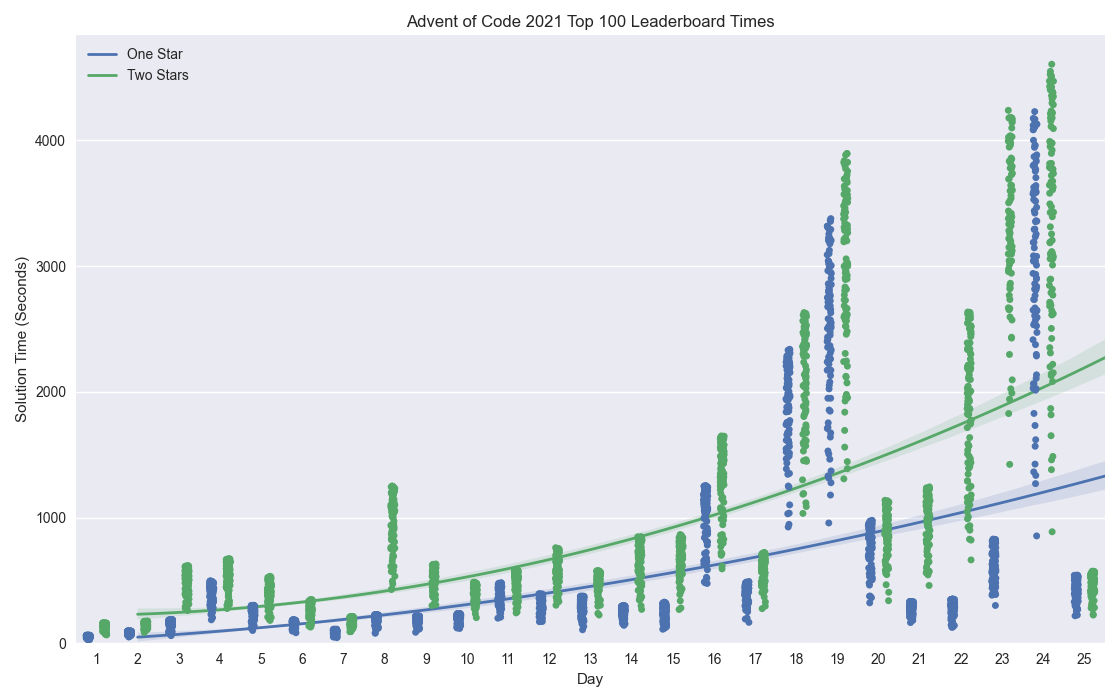 Advent of Code 2021 Top 100 Leaderboard Times
One Star
Two Stars
4000
3000
2000
1000
0
Solution Time (Seconds)
1 2 3 4 5 6 7 8 9 10 11 12 13 14 15 16 17 18 19 20 21 22 23 24 25
Day